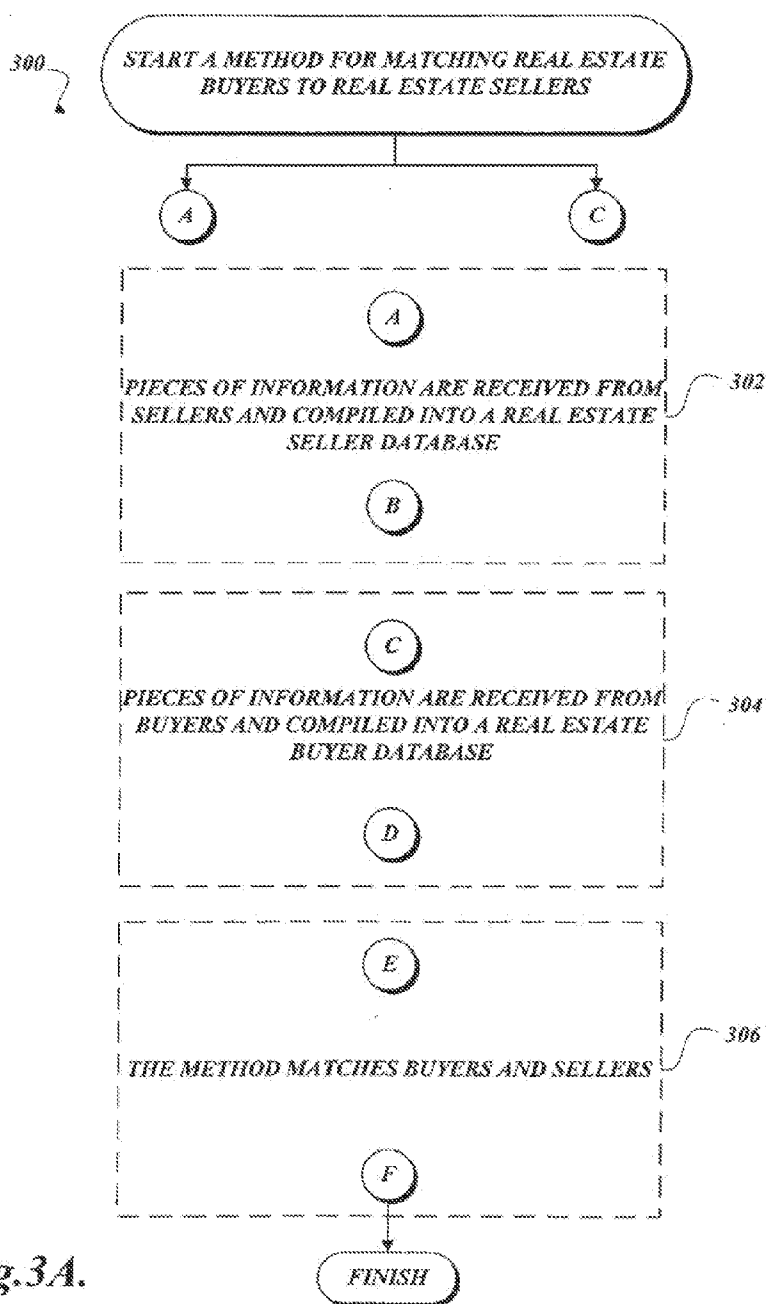 300
START A METHOD FOR MATCHING REAL ESTATE
BUYERS TO REAL ESTATE SELLERS
A
C
A
PIECES OF INFORMATION ARE RECEIVED FROM
SELLERS AND COMPILED INTO A REAL ESTATE
SELLER DATABASE
302
B
C
PIECES OF INFORMATION ARE RECEIVED FROM
BUYERS AND COMPILED INTO A REAL ESTATE
BUYER DATABASE
304
D
E
THE METHOD MATCHES BUYERS AND SELLERS
306
F
FINISH
g.3A.